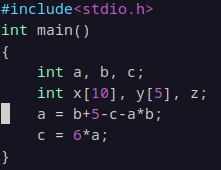 #include<stdio.h>
int main()
{
    int a, b, c;
    int x[10], y[5], z;
    a = b+5-c-a*b;
    c = 6*a;
}